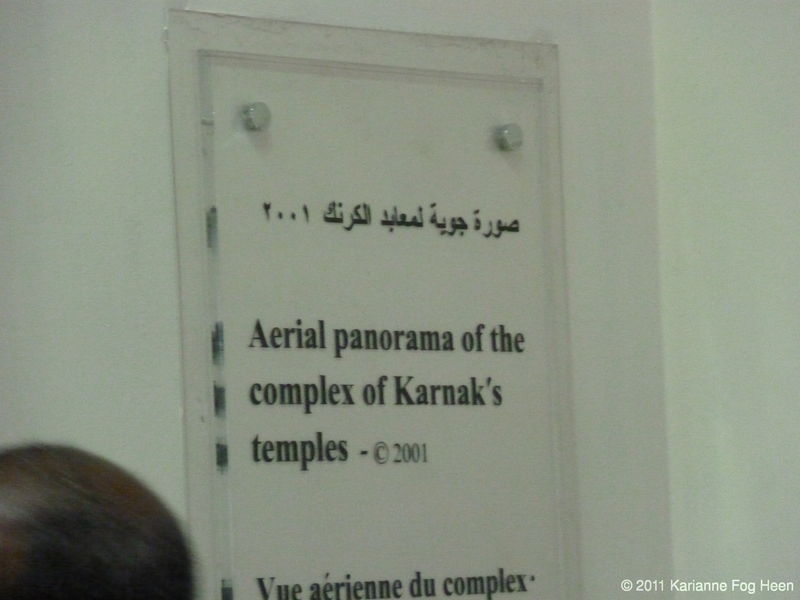 صورة جوية لمعابد الكرنك ٢٠٠١
Aerial panorama of the
complex of Karnak's
temples - © 2001
Vue aérienne du complex
© 2011 Karianne Fog Heen